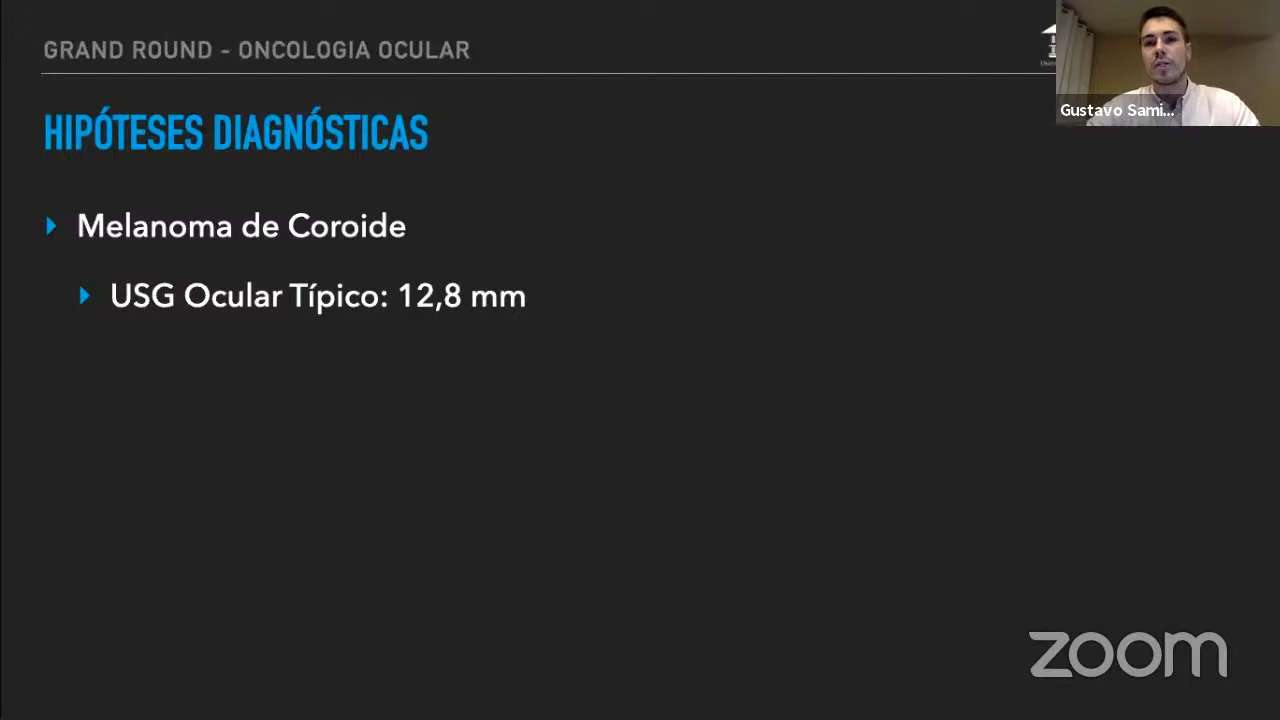 GRAND ROUND - ONCOLOGIA OCULAR
Gustavo Sami...
HIPÓTESES DIAGNÓSTICAS
Melanoma de Coroide
USG Ocular Típico: 12,8 mm
zoom